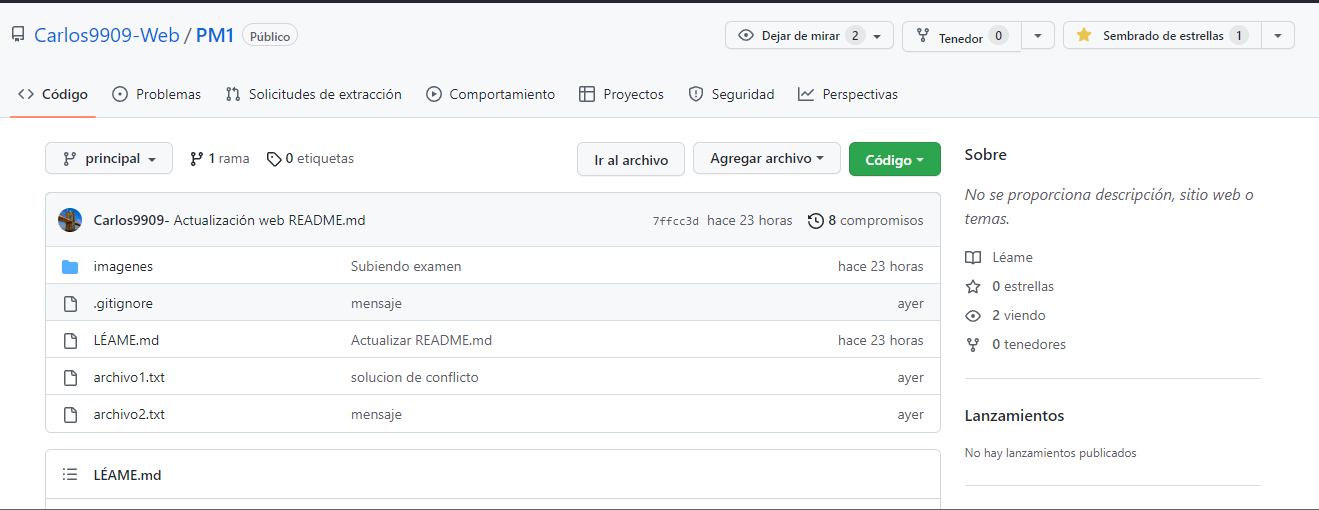 Carlos9909-Web / PM1 Público
Dejar de mirar 2
Tenedor 0
Sembrado de estrellas 1
Código Problemas Solicitudes de extracción Comportamiento Proyectos Seguridad Perspectivas
principal 1 rama 0 etiquetas Ir al archivo Agregar archivo Código
Carlos9909- Actualización web README.md 7ffcc3d hace 23 horas 8 compromisos
imagenes Subiendo examen hace 23 horas
.gitignore mensaje ayer
LÉAME.md Actualizar README.md hace 23 horas
archivo1.txt solucion de conflicto ayer
archivo2.txt mensaje ayer
LÉAME.md
Sobre
No se proporciona descripción, sitio web o
temas.
Léame
0 estrellas
2 viendo
0 tenedores
Lanzamientos
No hay lanzamientos publicados